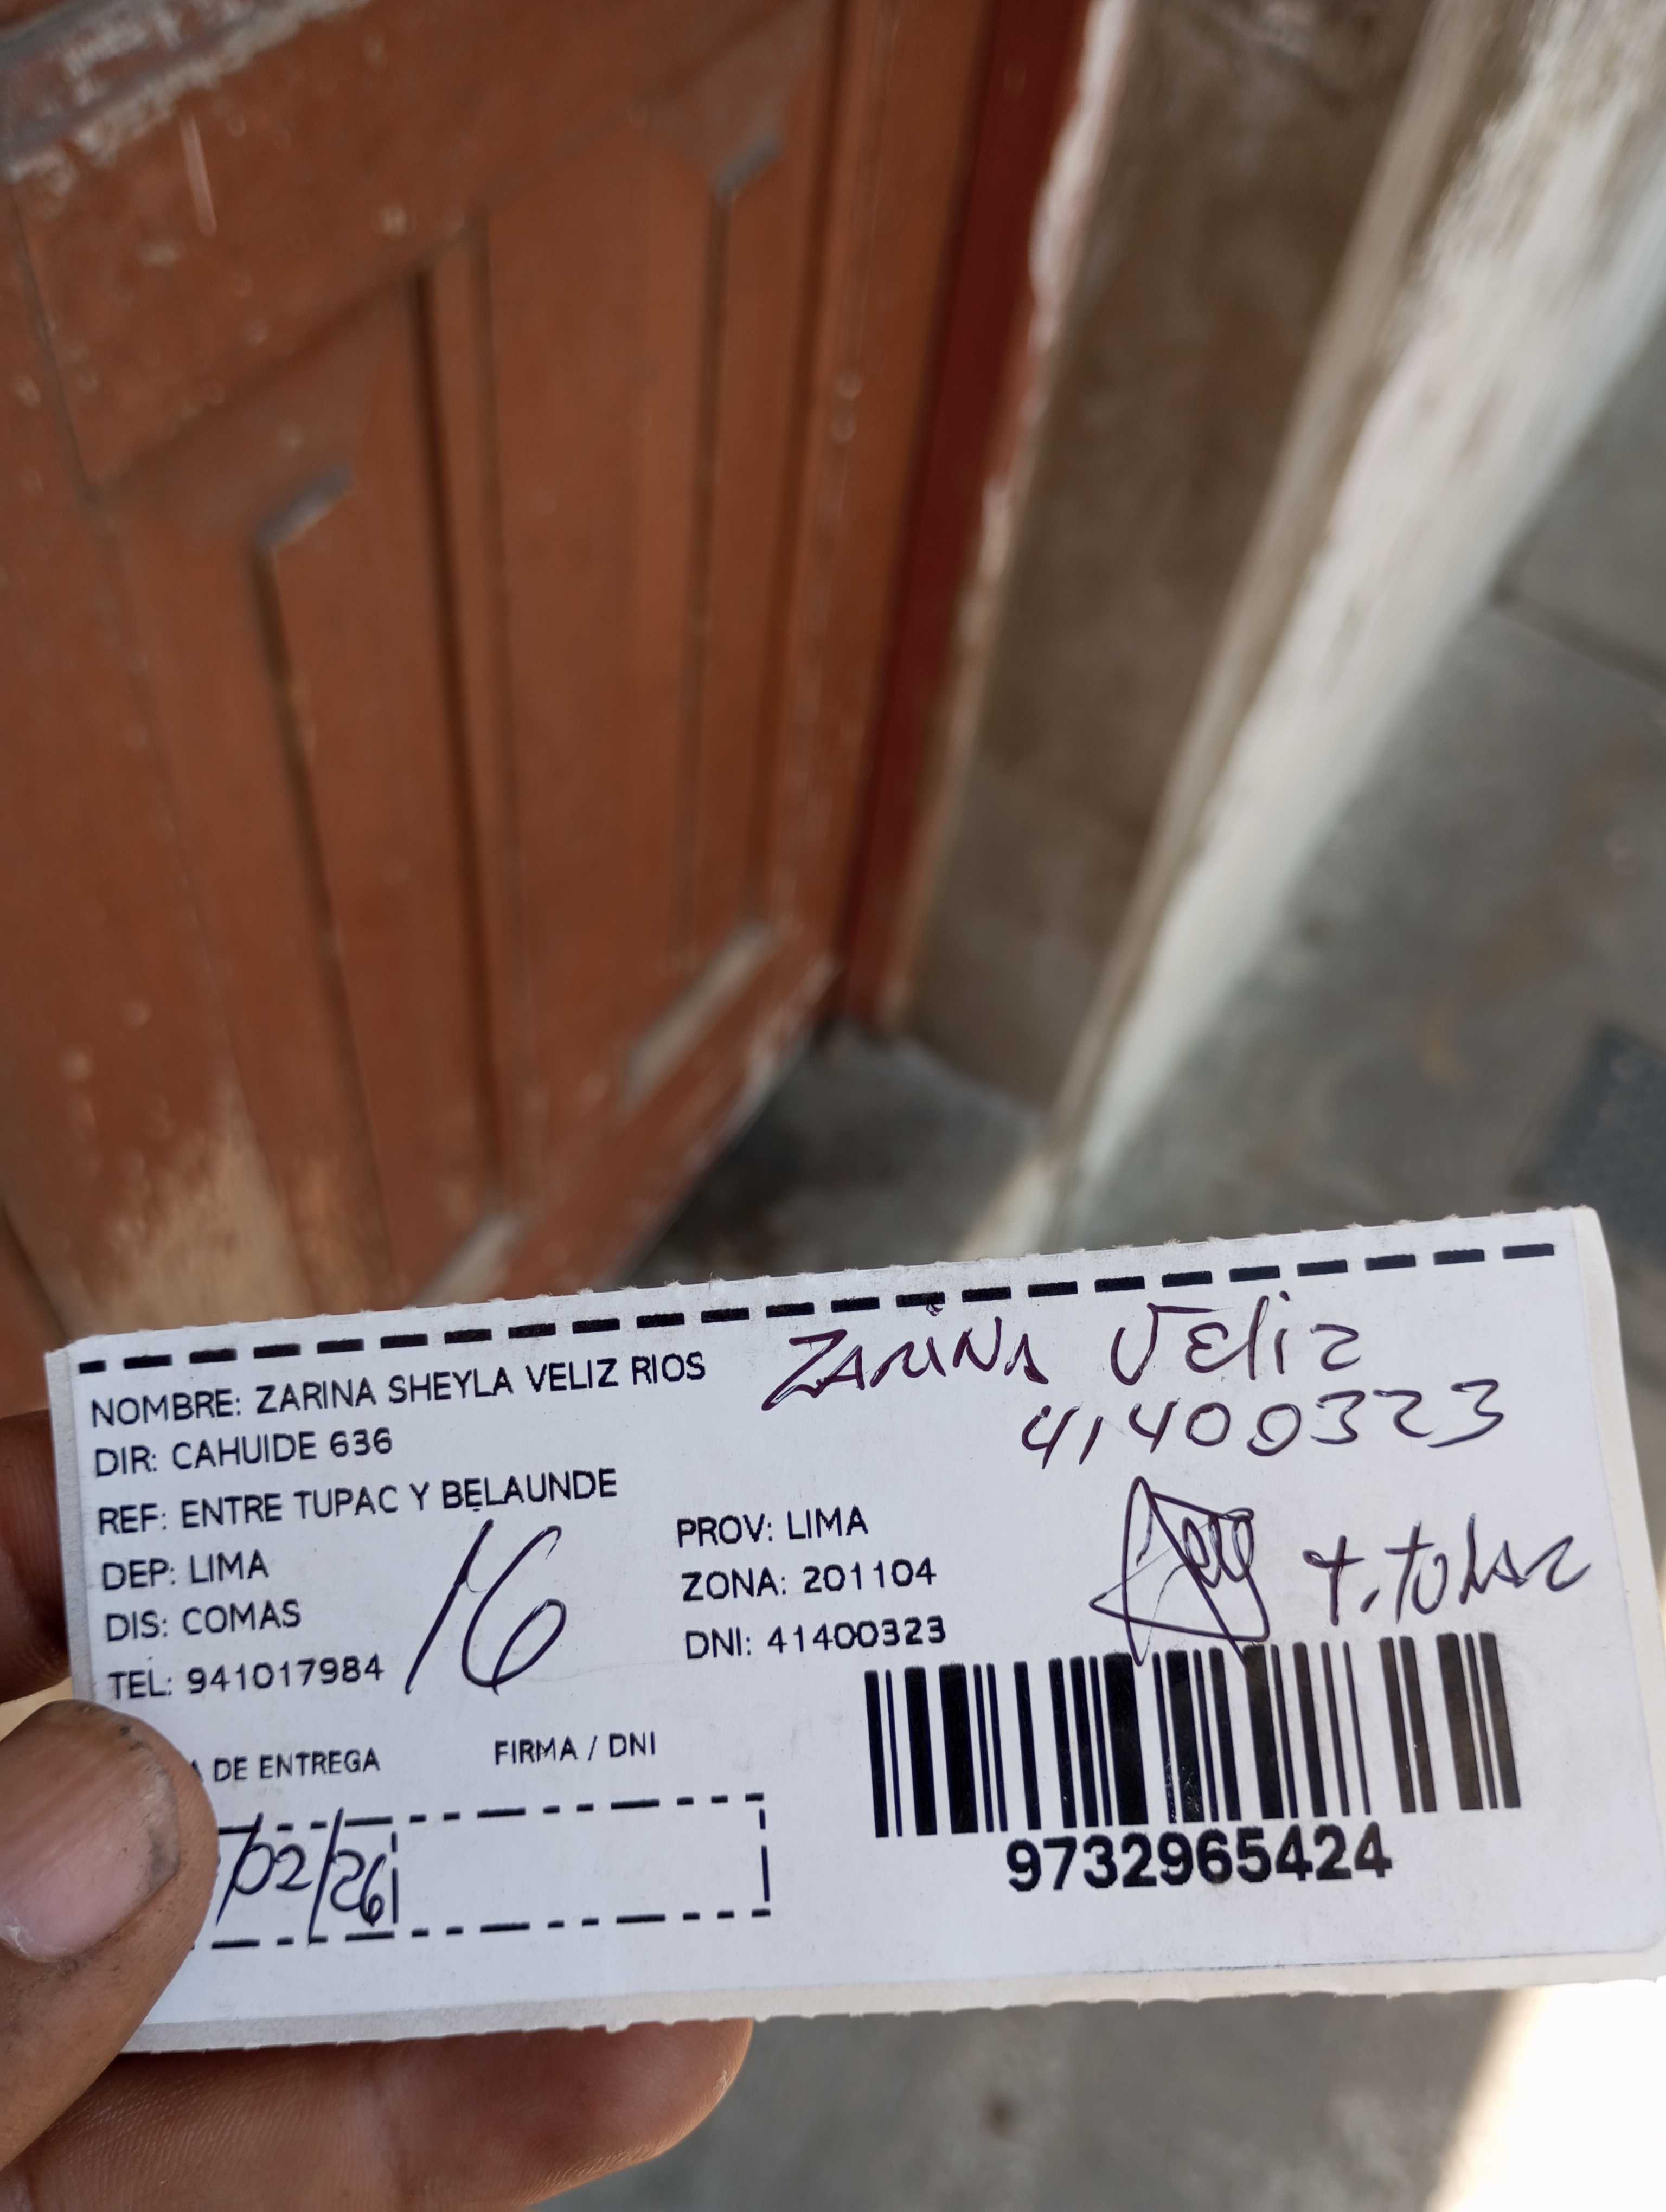 NOMBRE: ZARINA SHEYLA VELIZ RIOS
ZARINA VEliz
41400323
DIR: CAHUIDE 636
REF: ENTRE TUPAC Y BELAUNDE
DEP: LIMA
16
PROV: LIMA
DIS: COMAS
ZONA: 201104
TEL: 941017984
DNI: 41400323
DE ENTREGA
FIRMA / DNI
/02/26
9732965424